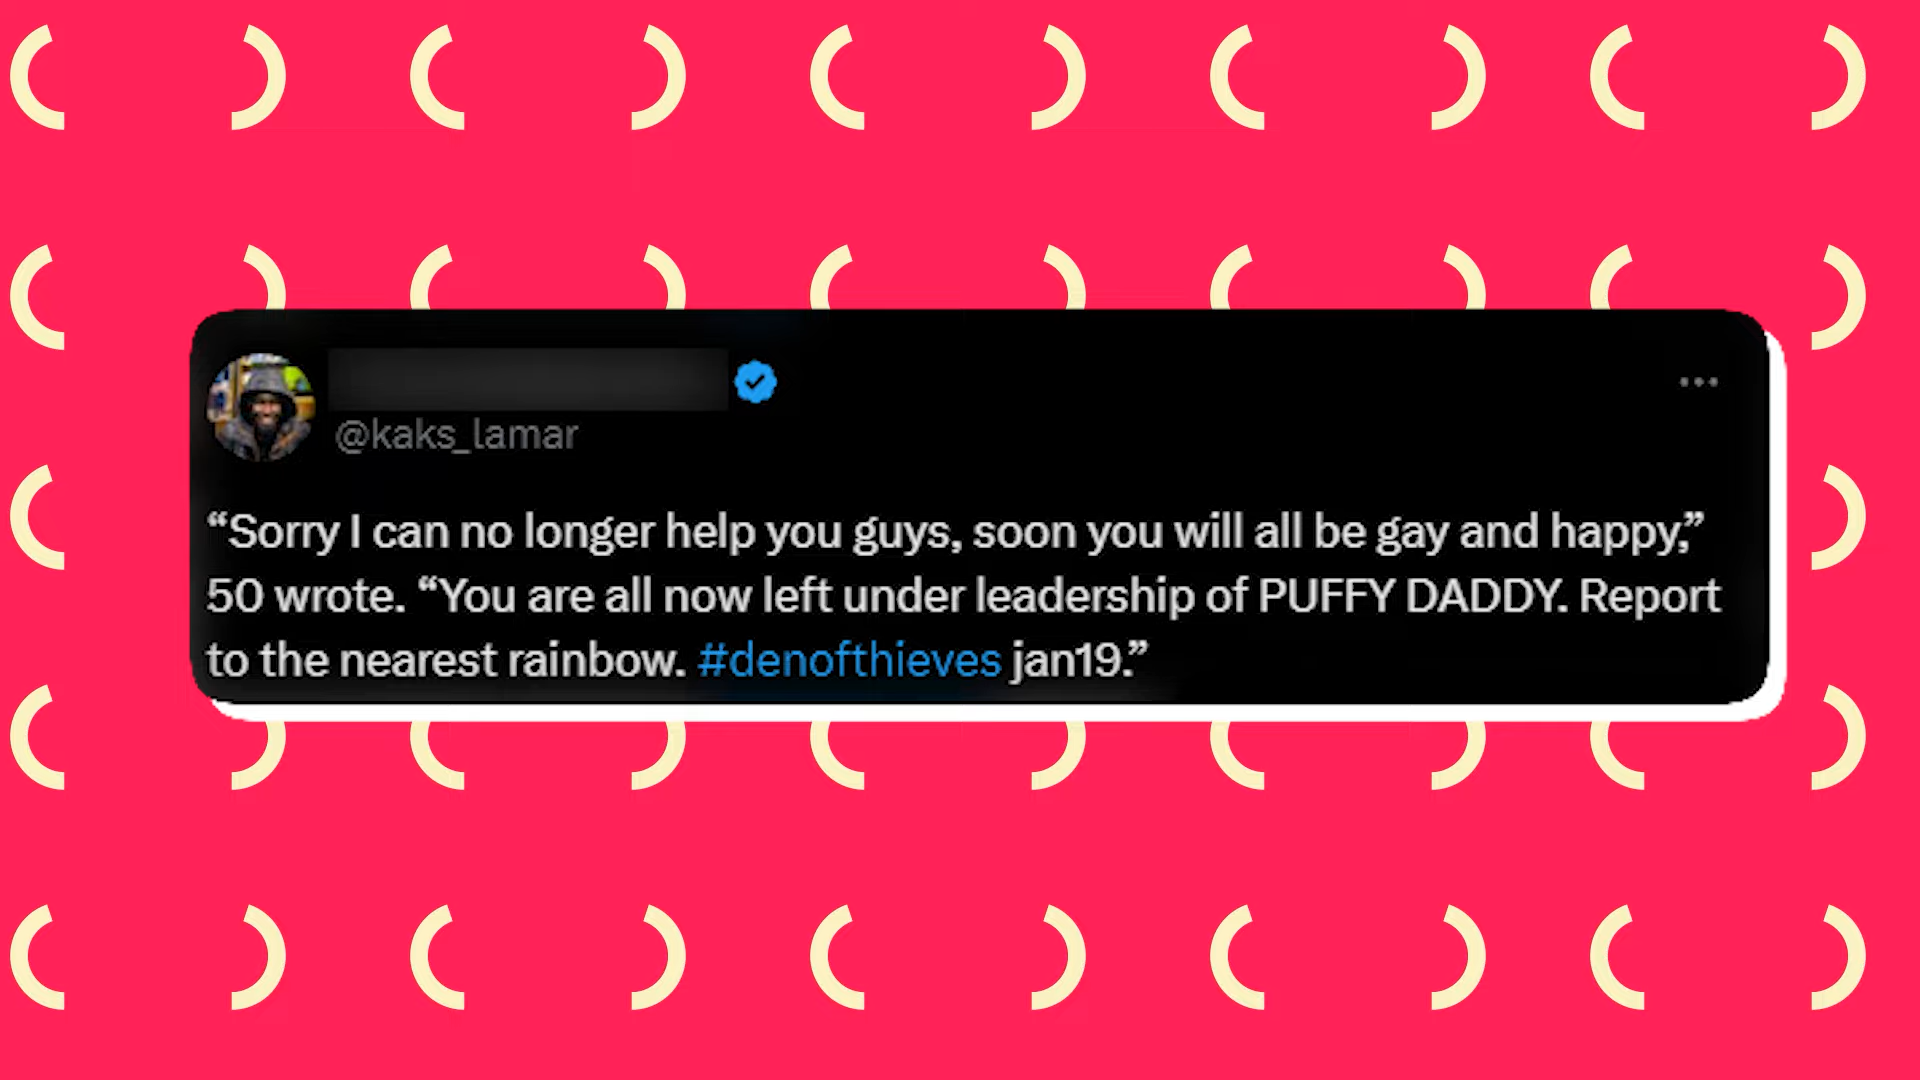 @kaks_lamar
“Sorry I can no longer help you guys, soon you will all be gay and happy,”
50 wrote. “You are all now left under leadership of PUFFY DADDY. Report
to the nearest rainbow. #denofthieves jan19.”